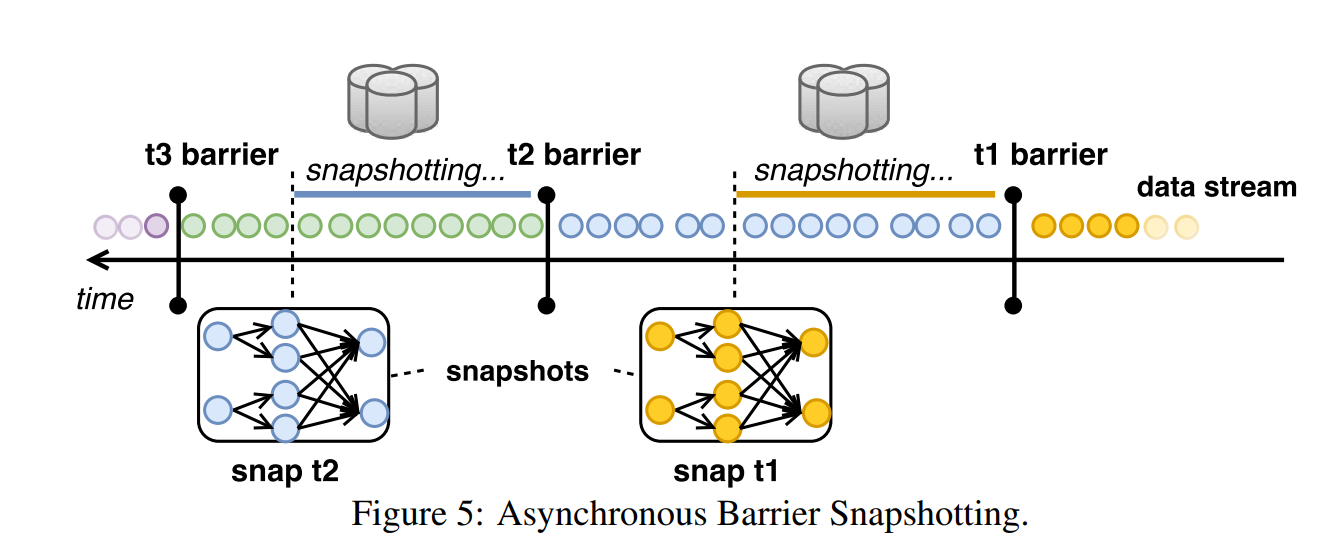 t3 barrier
snapshotting...
t2 barrier
snapshotting...
t1 barrier
data stream
time
snapshots
snap t2
snap t1
Figure 5: Asynchronous Barrier Snapshotting.